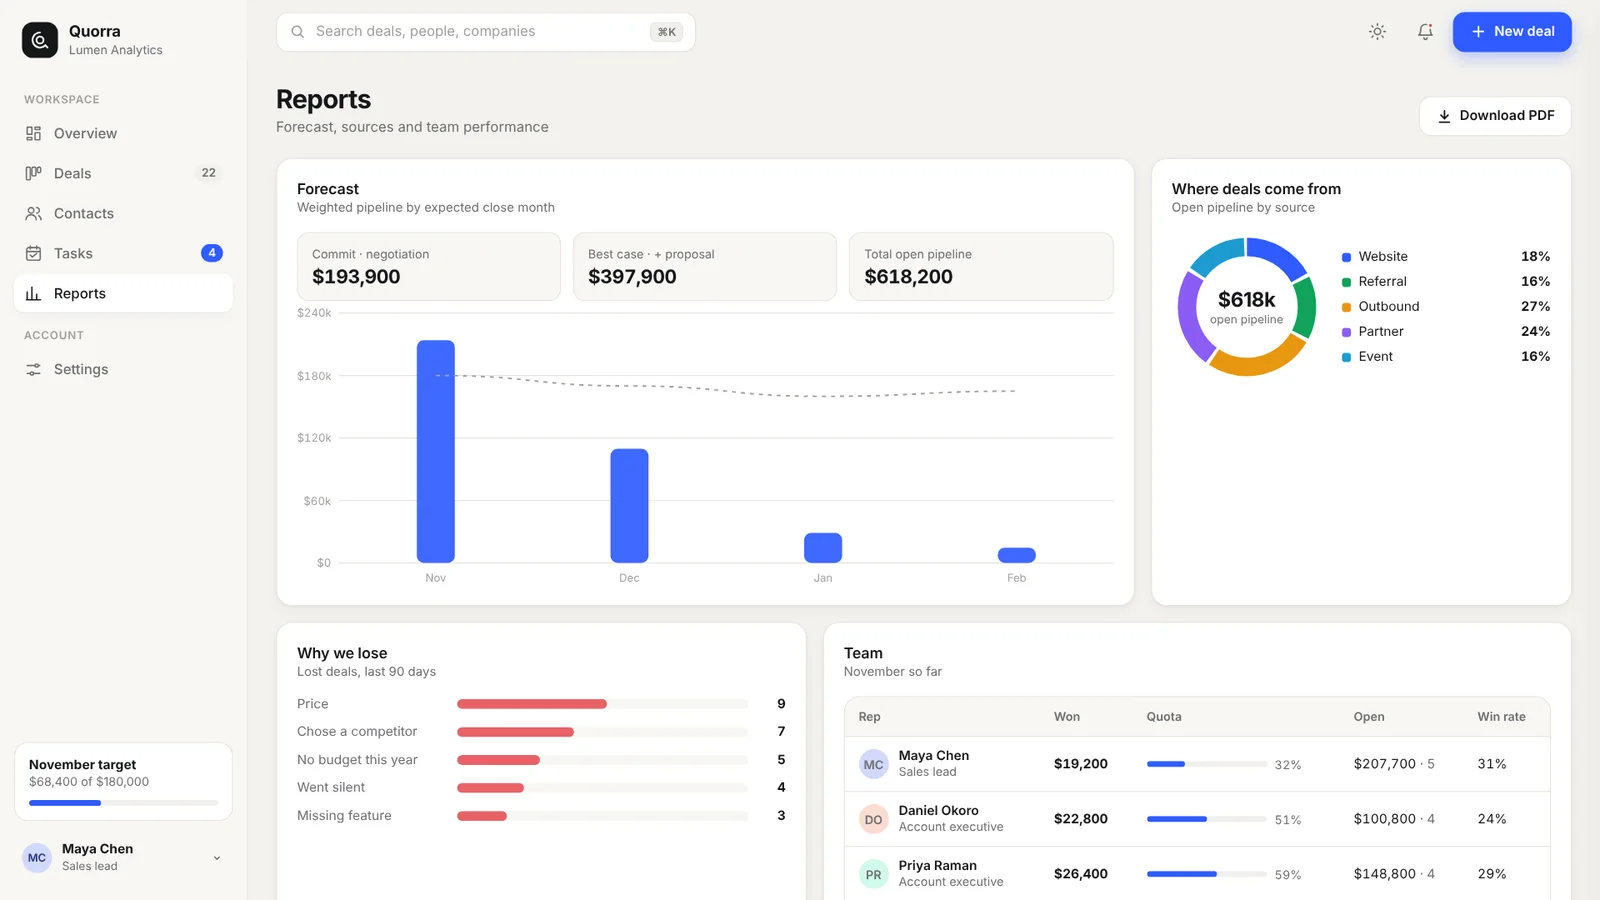 Quorra
Lumen Analytics
WORKSPACE
Overview
Deals 22
Contacts
Tasks 4
Reports
ACCOUNT
Settings
November target
$68,400 of $180,000
MC Maya Chen
Sales lead
Search deals, people, companies ⌘K
+ New deal
Reports
Forecast, sources and team performance
Download PDF
Forecast
Weighted pipeline by expected close month
Commit · negotiation
$193,900
Best case · + proposal
$397,900
Total open pipeline
$618,200
$240k
$180k
$120k
$60k
$0
Nov Dec Jan Feb
Where deals come from
Open pipeline by source
$618k
open pipeline
Website 18%
Referral 16%
Outbound 27%
Partner 24%
Event 16%
Why we lose
Lost deals, last 90 days
Price 9
Chose a competitor 7
No budget this year 5
Went silent 4
Missing feature 3
Team
November so far
Rep Won Quota Open Win rate
MC Maya Chen $19,200 32% $207,700 · 5 31%
Sales lead
DO Daniel Okoro $22,800 51% $100,800 · 4 24%
Account executive
PR Priya Raman $26,400 59% $148,800 · 4 29%
Account executive